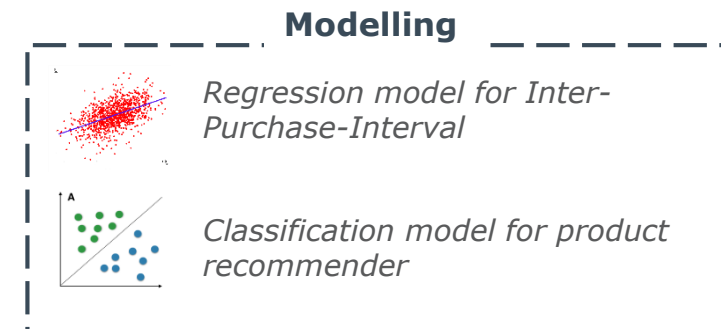 Modelling
Regression model for Inter-
Purchase-Interval
A
Classification model for product
recommender